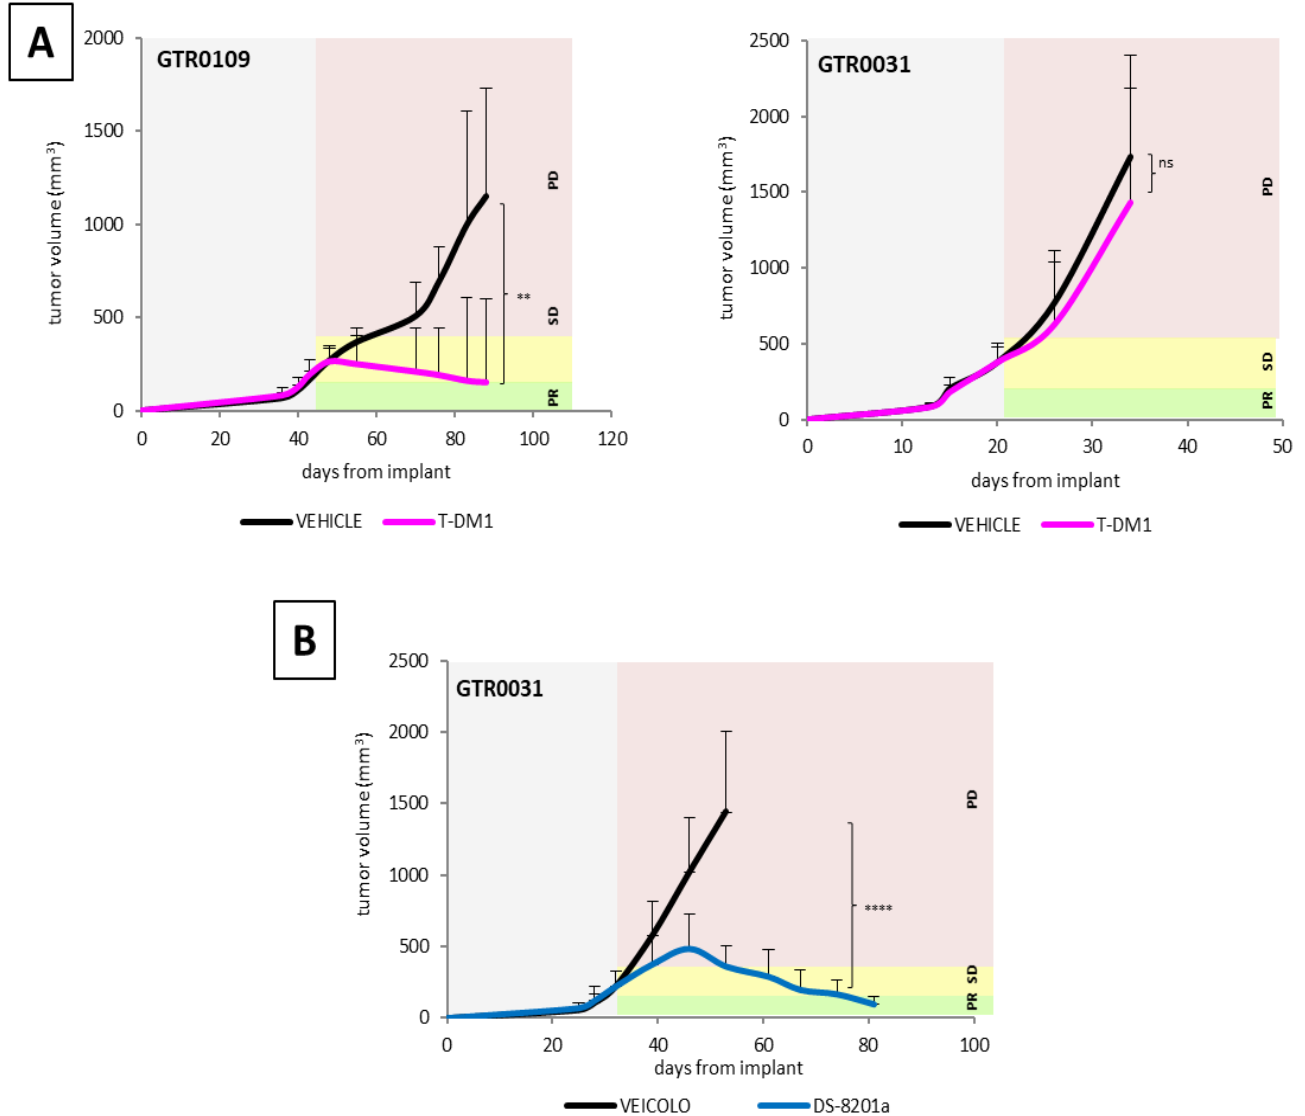 A
GTR0109
tumor volume (mm³)
2000
1500
1000
500
0
PD
SD
PR
**
0 20 40 60 80 100 120
days from implant
VEHICLE T-DM1
GTR0031
tumor volume (mm³)
2500
2000
1500
1000
500
0
ns
PD
SD
PR
0 10 20 30 40 50
days from implant
VEHICLE T-DM1
B
GTR0031
tumor volume (mm³)
2500
2000
1500
1000
500
0
PD
SD
PR
****
0 20 40 60 80 100
days from implant
VEICOLO DS-8201a